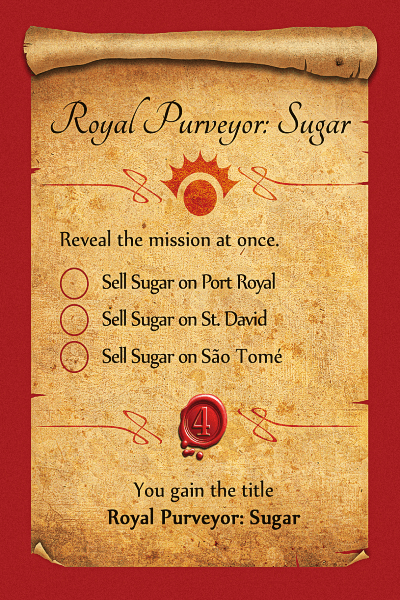 Royal Purveyor: Sugar
Reveal the mission at once.
Sell Sugar on Port Royal
Sell Sugar on St. David
Sell Sugar on São Tomé
4
You gain the title
Royal Purveyor: Sugar